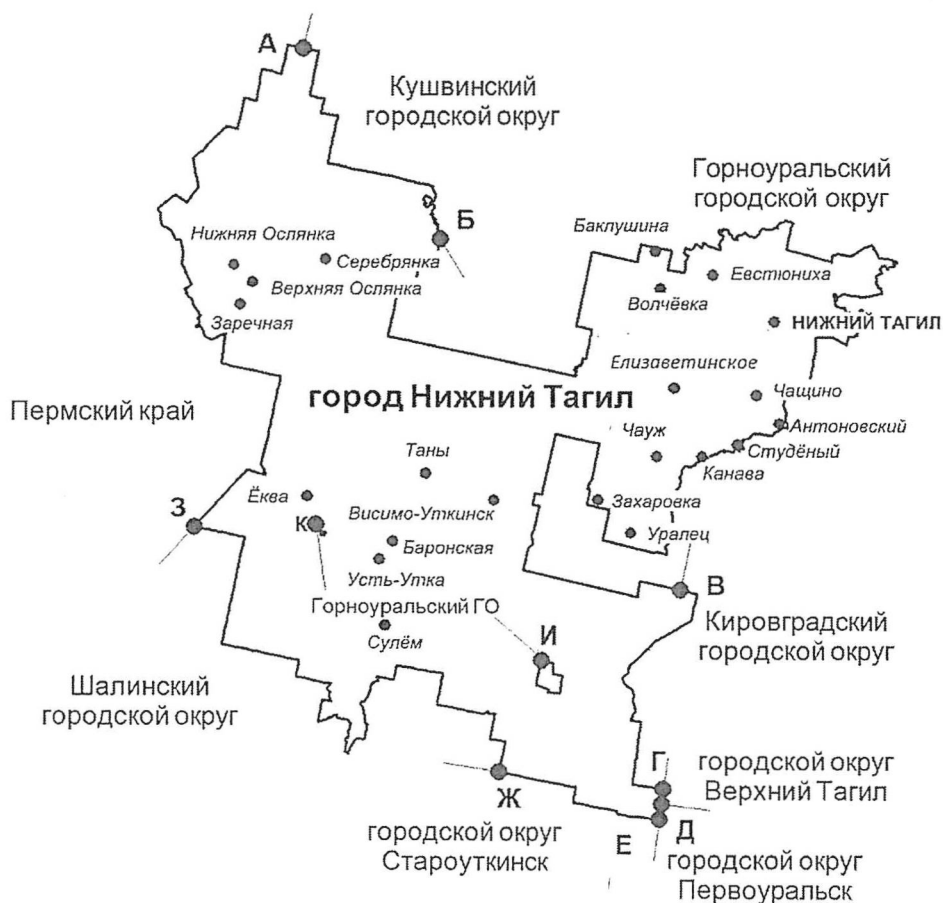 А
Кушвинский
городской округ
Горноуральский
городской округ
Б
Баклушина
Нижняя Ослянка
Серебрянка
Евстюниха
Верхняя Ослянка
Волчёвка
Заречная
НИЖНИЙ ТАГИЛ
Елизаветинское
Пермский край
город Нижний Тагил
Чащино
Антоновский
Чауж
Студёный
Таны
Канава
Ёква
З
Захаровка
Висимо-Уткинск
К
Уралец
Баронская
Усть-Утка
Горноуральский ГО
В
Кировградский
городской округ
Сулём
И
Шалинский
городской округ
Г
городской округ
Верхний Тагил
Ж
Е
Д
городской округ
Староуткинск
городской округ
Первоуральск